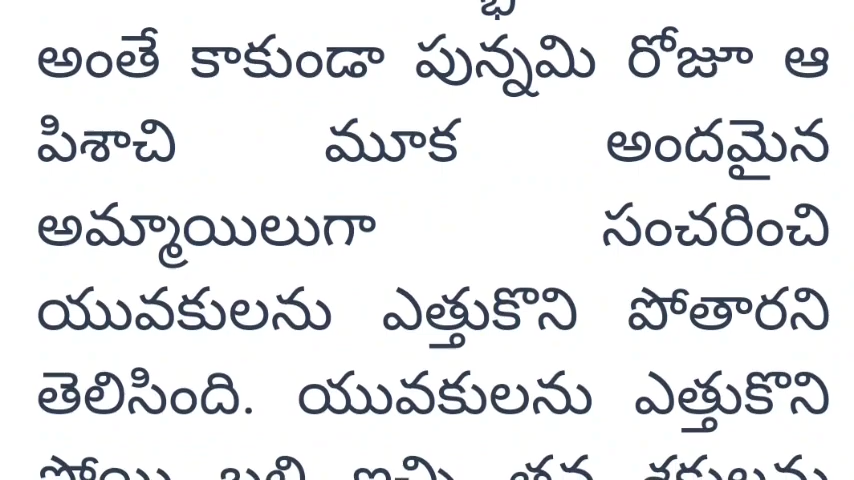 అంతే కాకుండా పున్నమి రోజూ ఆ
పిశాచి మూక అందమైన
అమ్మాయిలుగా సంచరించి
యువకులను ఎత్తుకొని పోతారని
తెలిసింది. యువకులను ఎత్తుకొని